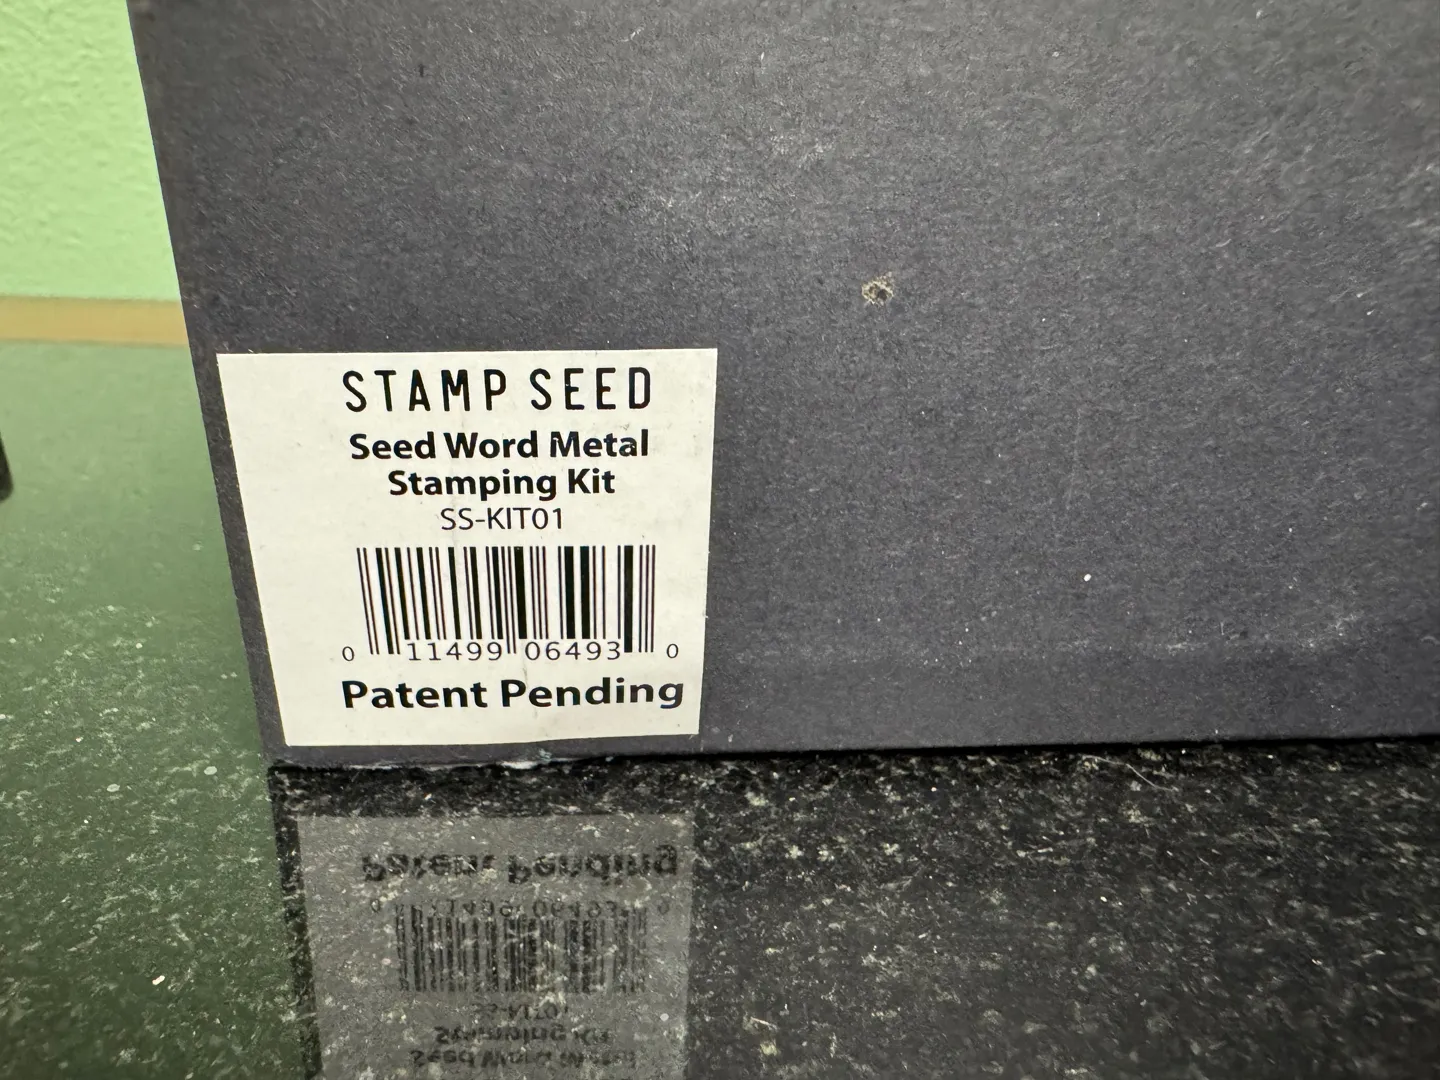 STAMP SEED
Seed Word Metal
Stamping Kit
SS-KIT01
0 11499 06493 0
Patent Pending